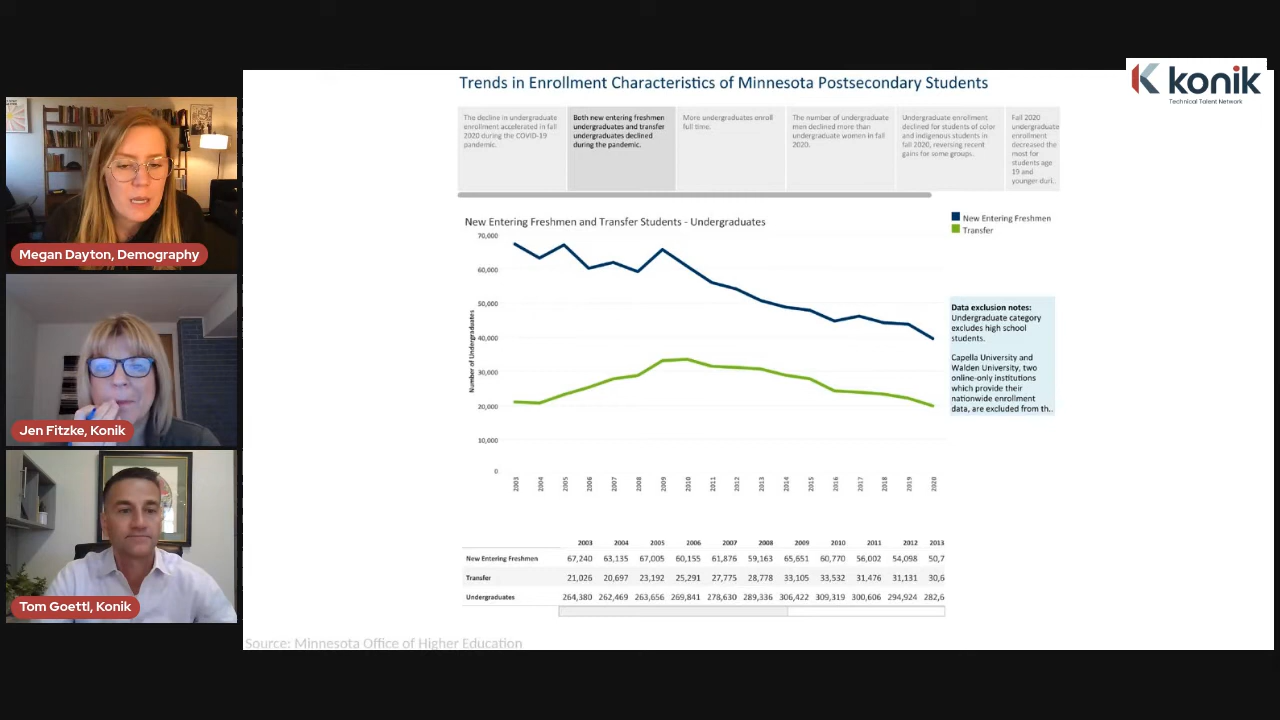 Trends in Enrollment Characteristics of Minnesota Postsecondary Students
konik
Technical Talent Network
The decline in undergraduate
enrollment accelerated in fall
2020 during the COVID-19
pandemic.
Both new entering freshmen
undergraduates and transfer
undergraduates declined
during the pandemic.
More undergraduates enroll
full time.
The number of undergraduate
men declined more than
undergraduate women in fall
2020.
Undergraduate enrollment
declined for students of color
and indigenous students in
fall 2020, reversing recent
gains for some groups.
Fall 2020
undergraduate
enrollment
decreased the
most for
students age
19 and
younger duri..
Megan Dayton, Demography
Jen Fitzke, Konik
Tom Goettl, Konik
New Entering Freshmen and Transfer Students - Undergraduates
New Entering Freshmen
Transfer
Number of Undergraduates
70,000
60,000
50,000
40,000
30,000
20,000
10,000
0
2003 2004 2005 2006 2007 2008 2009 2010 2011 2012 2013 2014 2015 2016 2017 2018 2019 2020
Data exclusion notes:
Undergraduate category
excludes high school
students.
Capella University and
Walden University, two
online-only institutions
which provide their
nationwide enrollment
data, are excluded from th..
2003 2004 2005 2006 2007 2008 2009 2010 2011 2012 2013
New Entering Freshmen 67,240 63,135 67,005 60,155 61,876 59,163 65,651 60,770 56,002 54,098 50,7
Transfer 21,026 20,697 23,192 25,291 27,775 28,778 33,105 33,532 31,476 31,131 30,6
Undergraduates 264,380 262,469 263,656 269,841 278,630 289,336 306,422 309,319 300,606 294,924 282,6
Source: Minnesota Office of Higher Education